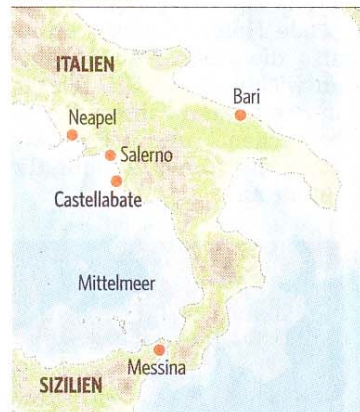 ITALIEN
Bari
Neapel
Salerno
Castellabate
Mittelmeer
Messina
SIZILIEN